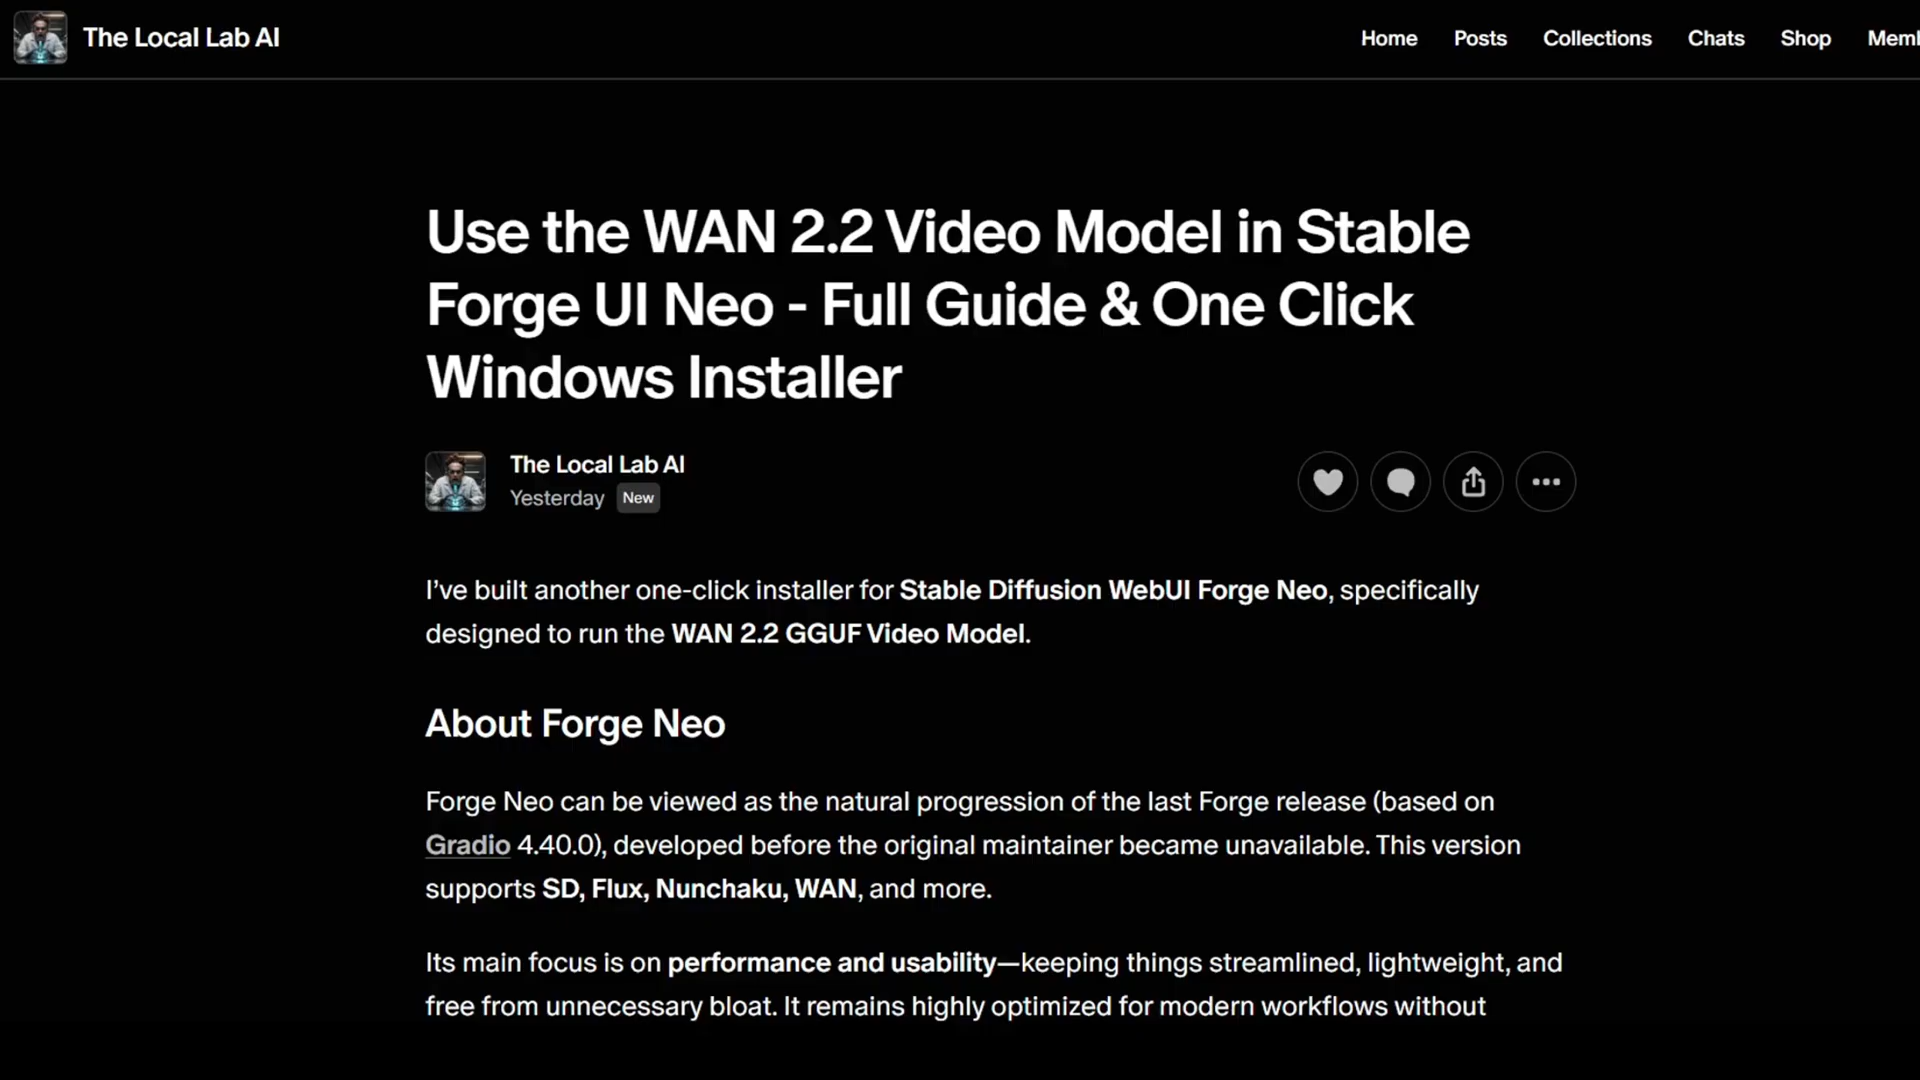 The Local Lab AI
Home Posts Collections Chats Shop Memb
Use the WAN 2.2 Video Model in Stable
Forge UI Neo - Full Guide & One Click
Windows Installer
The Local Lab AI
Yesterday New
I’ve built another one-click installer for Stable Diffusion WebUI Forge Neo, specifically
designed to run the WAN 2.2 GGUF Video Model.
About Forge Neo
Forge Neo can be viewed as the natural progression of the last Forge release (based on
Gradio 4.40.0), developed before the original maintainer became unavailable. This version
supports SD, Flux, Nunchaku, WAN, and more.
Its main focus is on performance and usability—keeping things streamlined, lightweight, and
free from unnecessary bloat. It remains highly optimized for modern workflows without